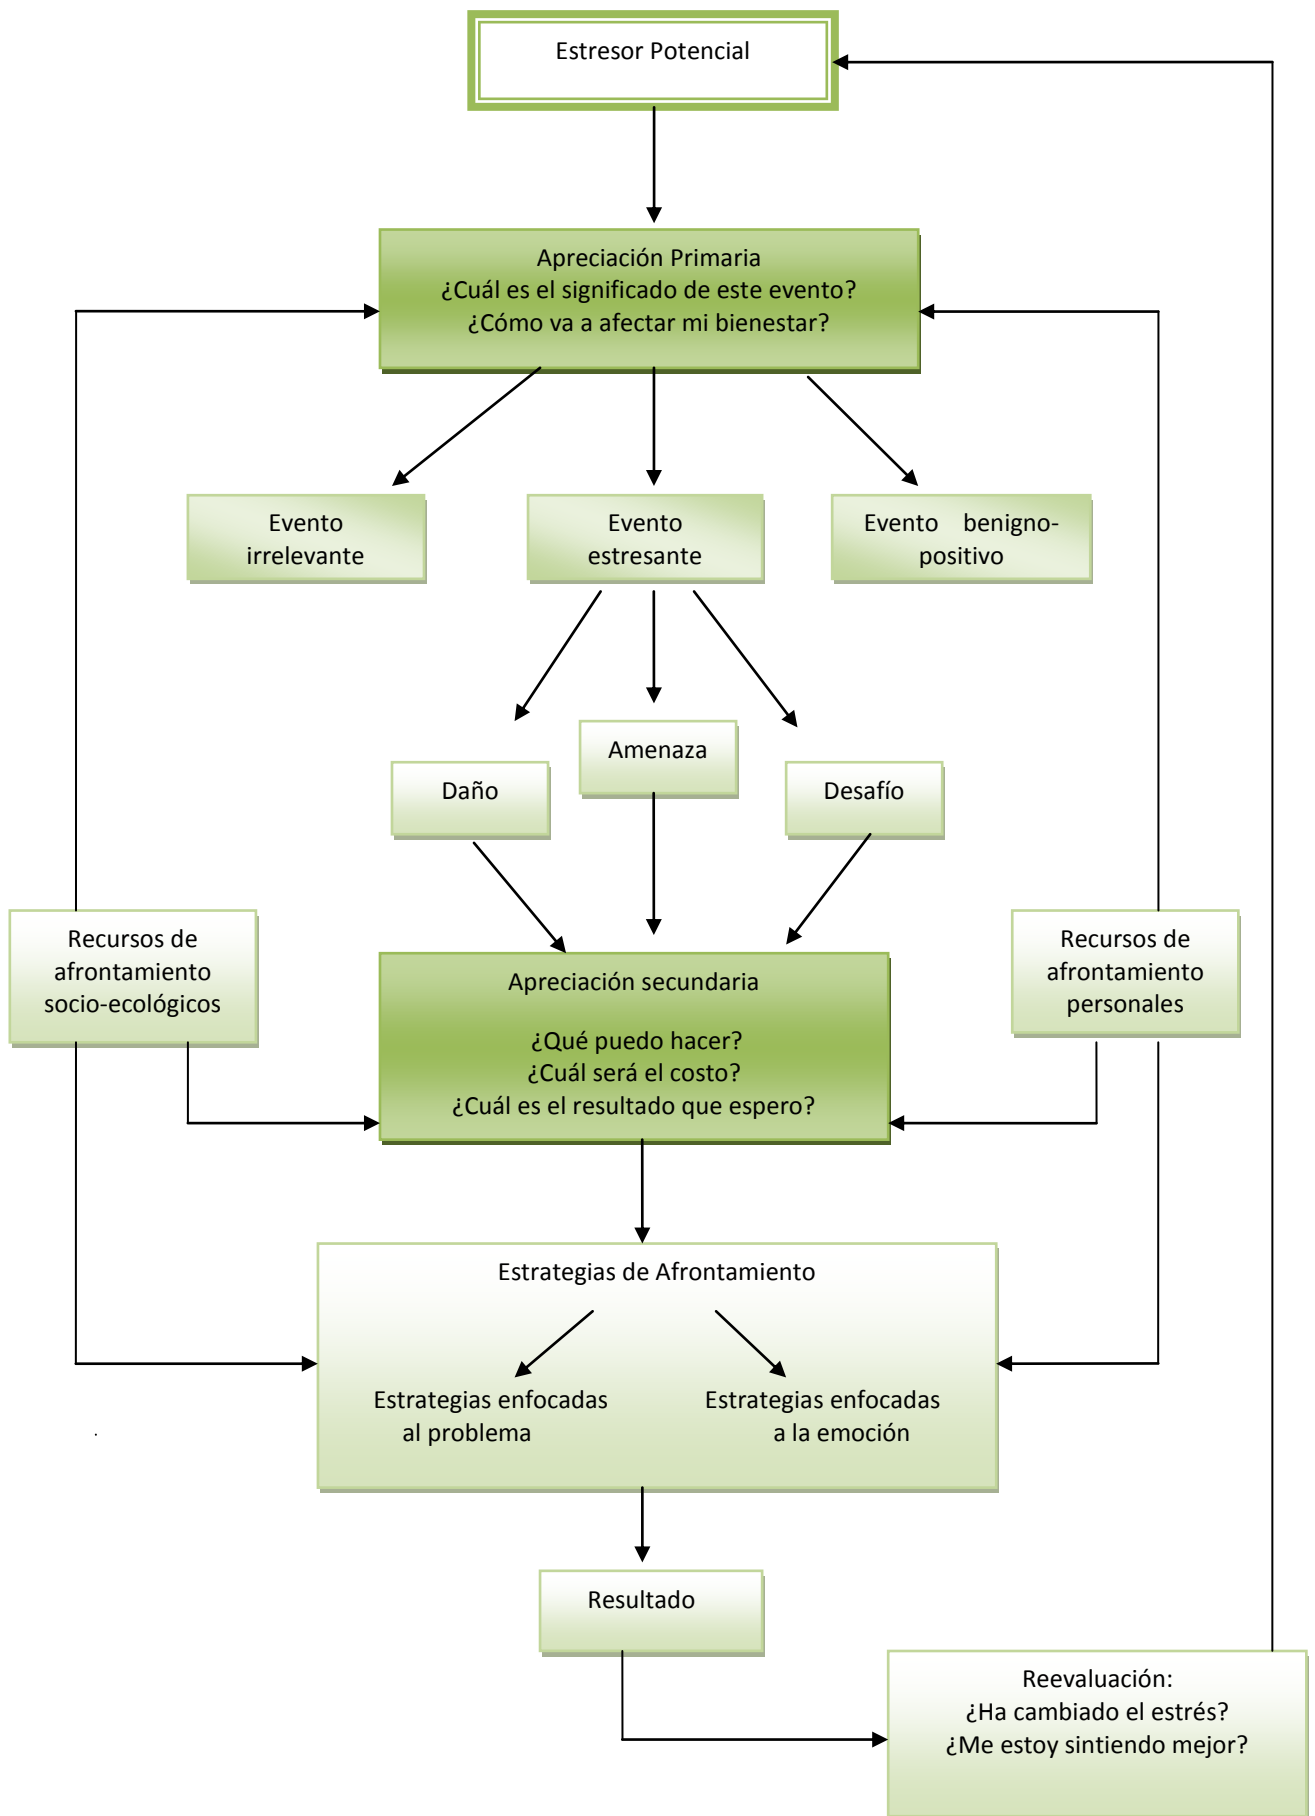 Estresor Potencial
Apreciación Primaria
¿Cuál es el significado de este evento?
¿Cómo va a afectar mi bienestar?
Evento
irrelevante
Evento
estresante
Evento benigno-
positivo
Daño
Amenaza
Desafío
Recursos de
afrontamiento
socio-ecológicos
Apreciación secundaria
¿Qué puedo hacer?
¿Cuál será el costo?
¿Cuál es el resultado que espero?
Recursos de
afrontamiento
personales
Estrategias de Afrontamiento
Estrategias enfocadas
al problema
Estrategias enfocadas
a la emoción
Resultado
Reevaluación:
¿Ha cambiado el estrés?
¿Me estoy sintiendo mejor?